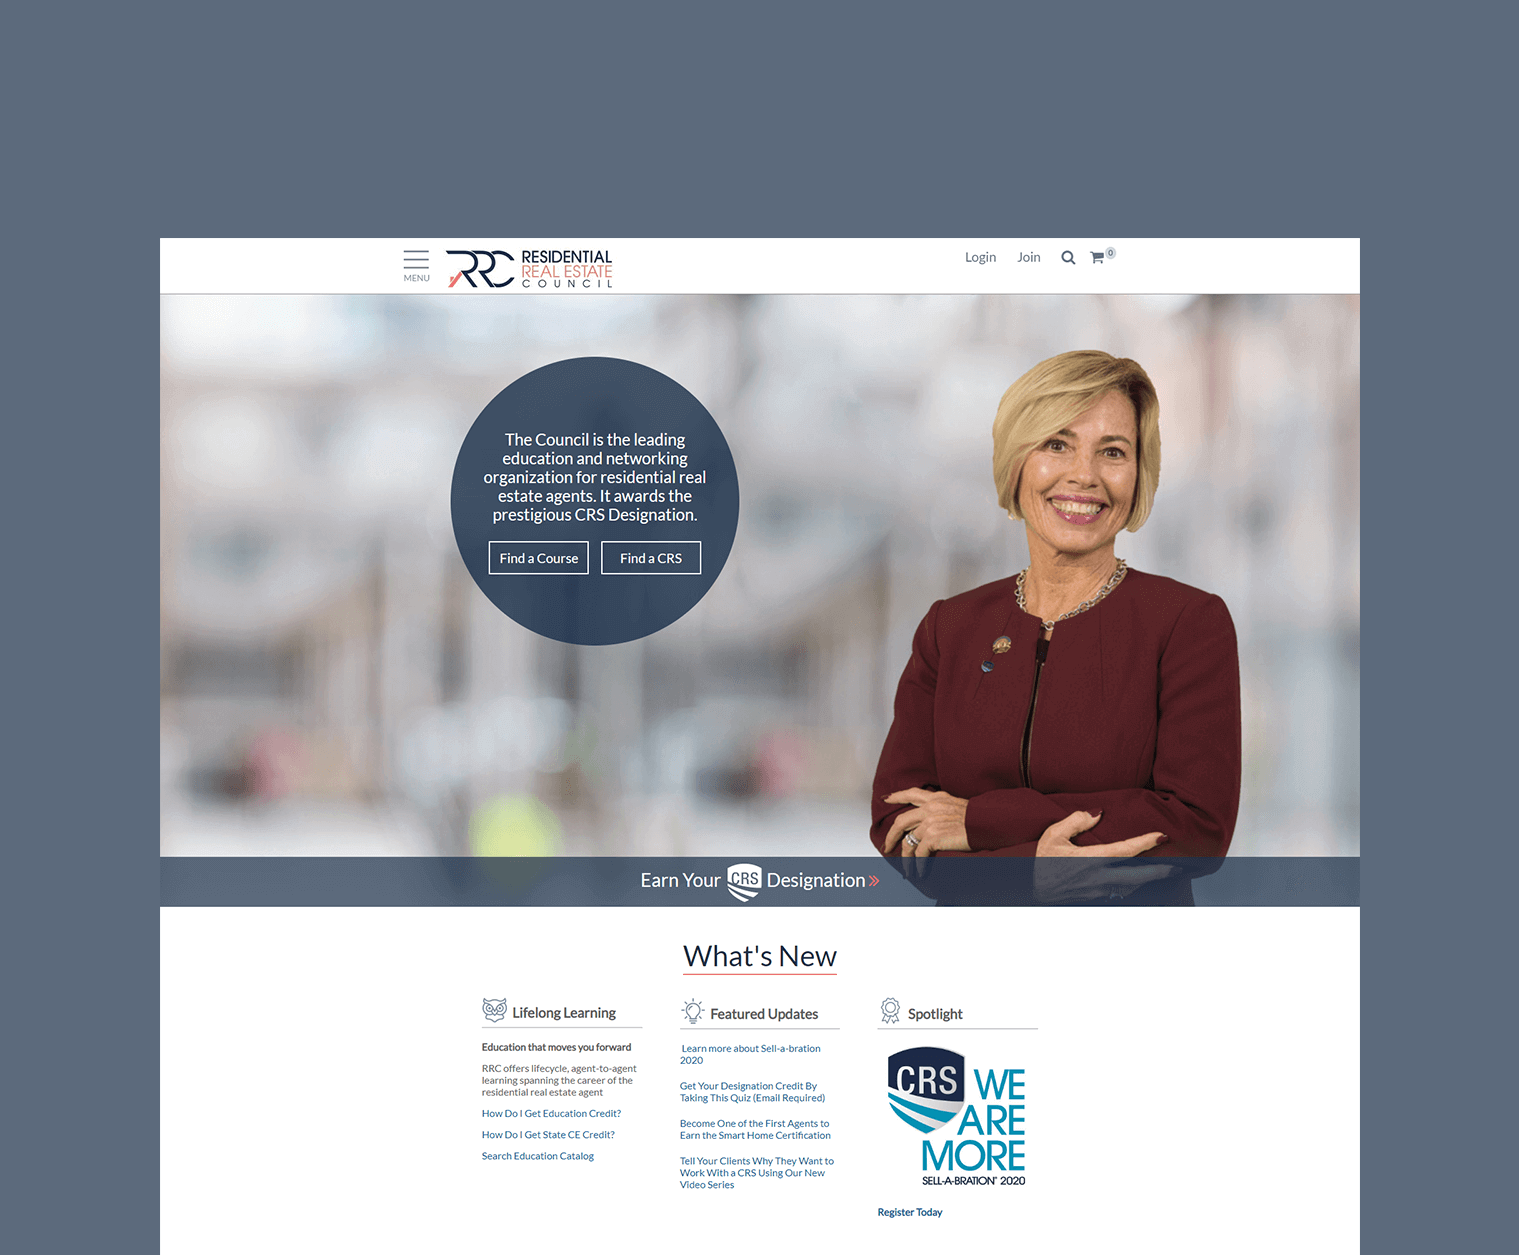 MENU
RRC
RESIDENTIAL
REAL ESTATE
COUNCIL
Login
Join
0
The Council is the leading
education and networking
organization for residential real
estate agents. It awards the
prestigious CRS Designation.
Find a Course
Find a CRS
Earn Your CRS Designation »
What's New
Lifelong Learning
Education that moves you forward
RRC offers lifecycle, agent-to-agent
learning spanning the career of the
residential real estate agent
How Do I Get Education Credit?
How Do I Get State CE Credit?
Search Education Catalog
Featured Updates
Learn more about Sell-a-bration
2020
Get Your Designation Credit By
Taking This Quiz (Email Required)
Become One of the First Agents to
Earn the Smart Home Certification
Tell Your Clients Why They Want to
Work With a CRS Using Our New
Video Series
Spotlight
CRS WE
ARE
MORE
SELL-A-BRATION® 2020
Register Today